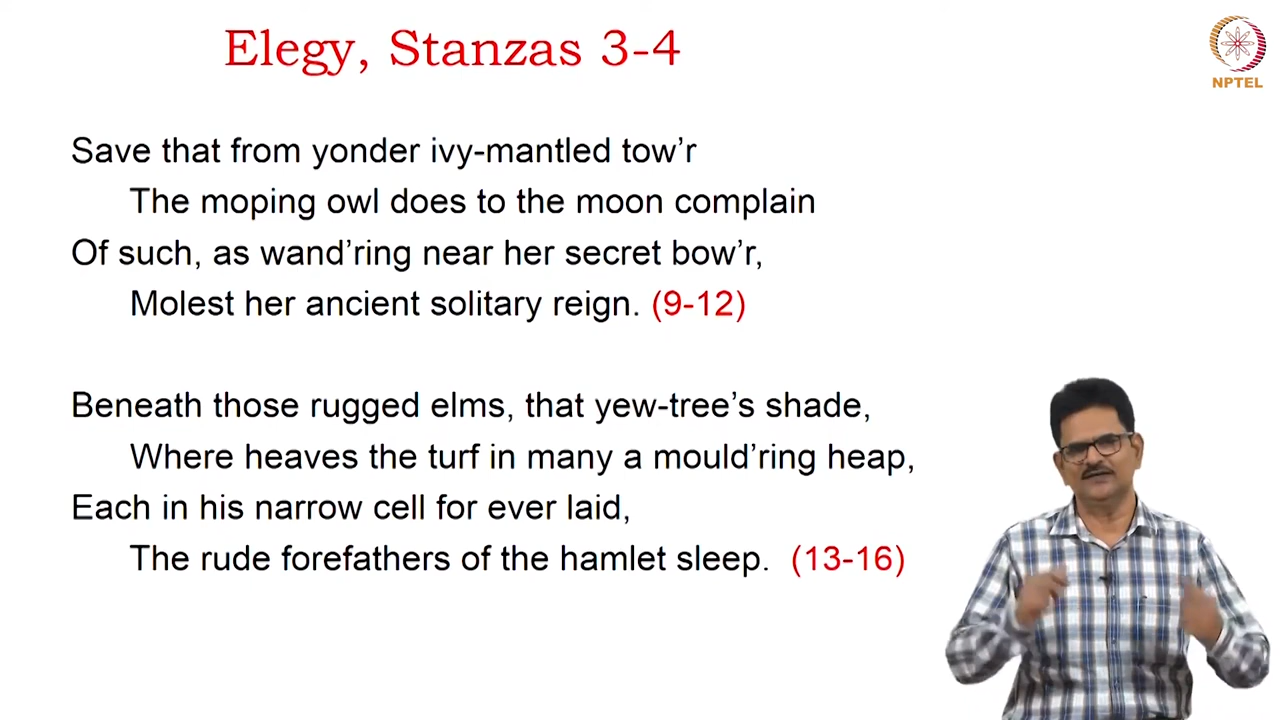 Elegy, Stanzas 3-4
NPTEL
Save that from yonder ivy-mantled tow’r
The moping owl does to the moon complain
Of such, as wand’ring near her secret bow’r,
Molest her ancient solitary reign. (9-12)
Beneath those rugged elms, that yew-tree’s shade,
Where heaves the turf in many a mould’ring heap,
Each in his narrow cell for ever laid,
The rude forefathers of the hamlet sleep. (13-16)